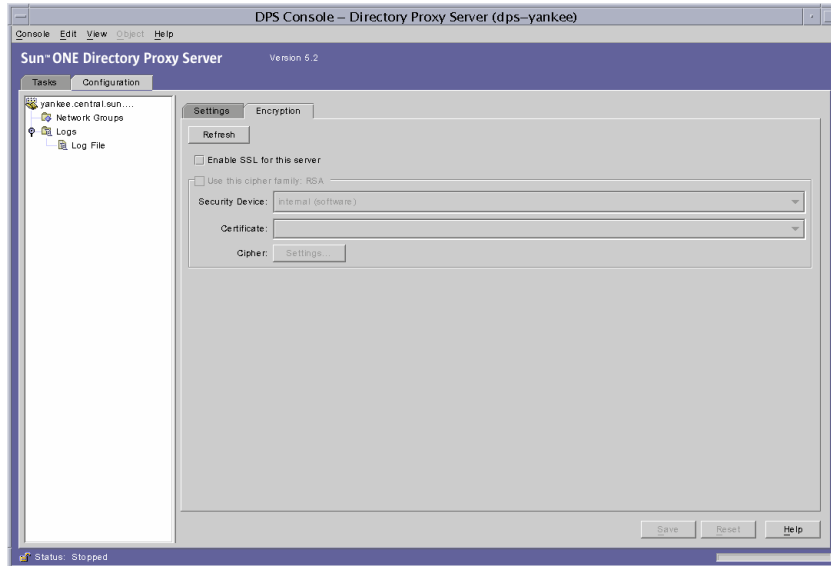 DPS Console – Directory Proxy Server (dps–yankee)
Console Edit View Object Help
Sun™ ONE Directory Proxy Server Version 5.2
Tasks Configuration
yankee.central.sun....
Network Groups
Logs
Log File
Settings Encryption
Refresh
Enable SSL for this server
Use this cipher family: RSA
Security Device: internal (software)
Certificate:
Cipher: Settings...
Save Reset Help
Status: Stopped